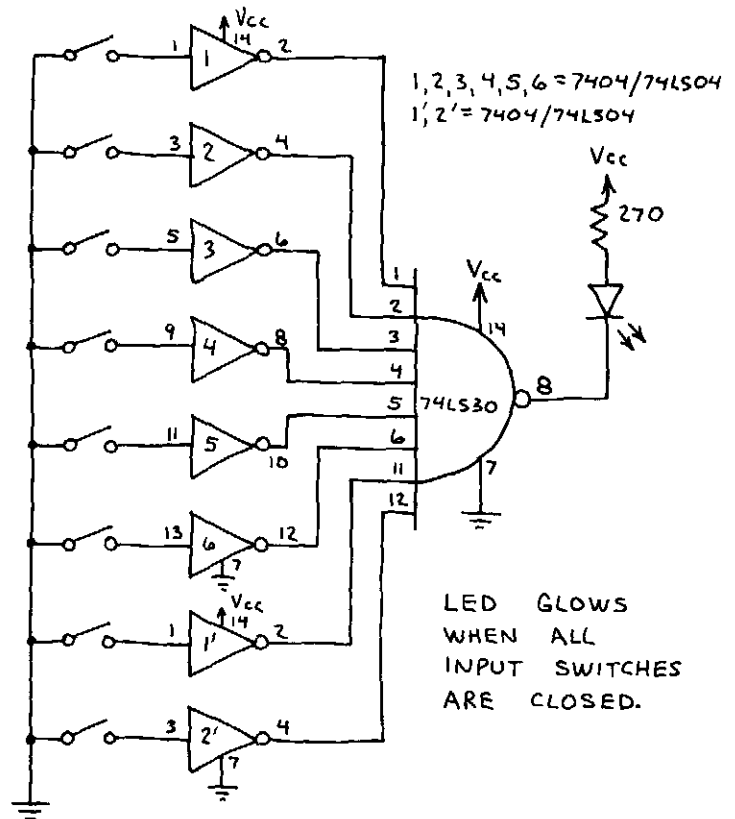 Vcc
14
1 1 2
1,2,3,4,5,6 = 7404/74LS04
1',2' = 7404/74LS04
3 2 4
Vcc
270
5 3 6
1
Vcc
2
14
9 4 8
3
4
5
74LS30
8
11 5 10
6
11
7
12
13 6 12
7
Vcc
14
1 1' 2
LED GLOWS
WHEN ALL
INPUT SWITCHES
ARE CLOSED.
3 2' 4
7